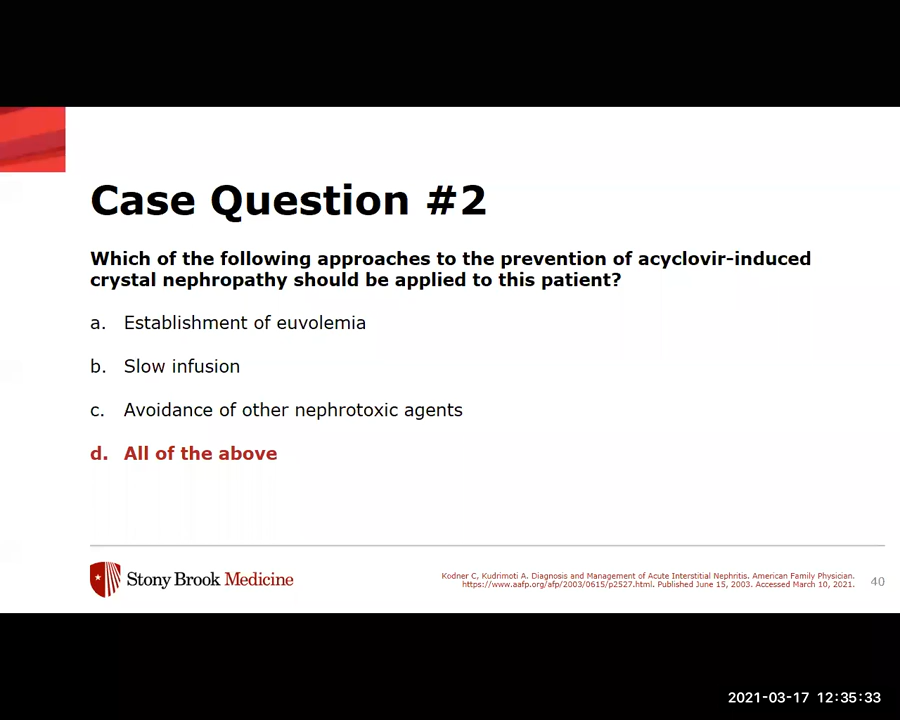 Case Question #2
Which of the following approaches to the prevention of acyclovir-induced
crystal nephropathy should be applied to this patient?
a. Establishment of euvolemia
b. Slow infusion
c. Avoidance of other nephrotoxic agents
d. All of the above
Stony Brook Medicine
Kodner C, Kudrimoti A. Diagnosis and Management of Acute Interstitial Nephritis. American Family Physician.
https://www.aafp.org/afp/2003/0615/p2527.html. Published June 15, 2003. Accessed March 10, 2021.
40
2021-03-17 12:35:33